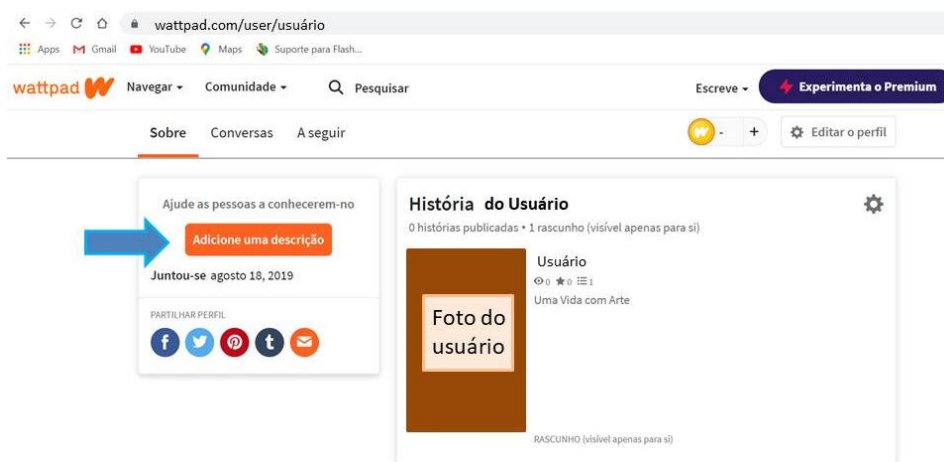 wattpad.com/user/usuário
Apps Gmail YouTube Maps Suporte para Flash...
wattpad Navegar Comunidade Pesquisar Escreve Experimenta o Premium
Sobre Conversas A seguir - + Editar o perfil
Ajude as pessoas a conhecerem-no
Adicione uma descrição
Juntou-se agosto 18, 2019
PARTILHAR PERFIL
História do Usuário
0 histórias publicadas • 1 rascunho (visível apenas para si)
Usuário
0 0 1
Uma Vida com Arte
Foto do
usuário
RASCUNHO (visível apenas para si)